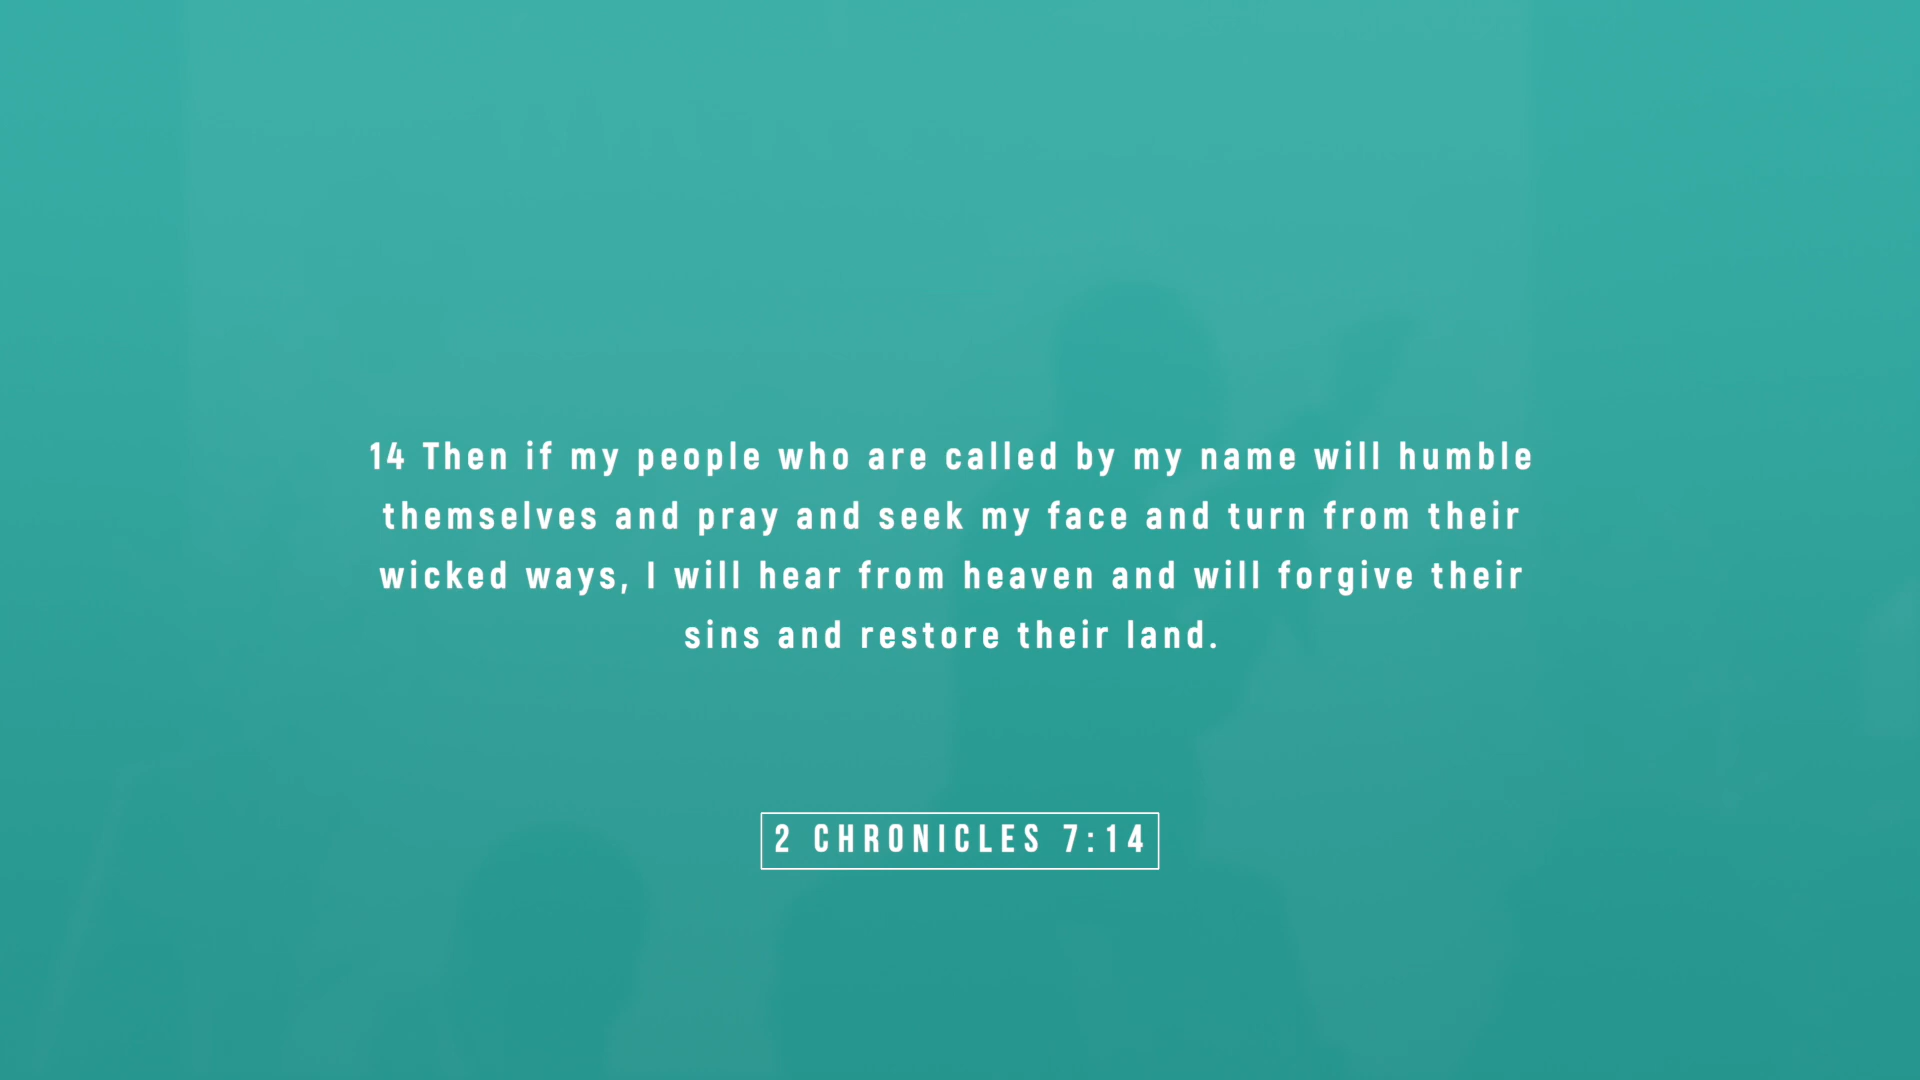 14 Then if my people who are called by my name will humble
themselves and pray and seek my face and turn from their
wicked ways, I will hear from heaven and will forgive their
sins and restore their land.
2 CHRONICLES 7:14